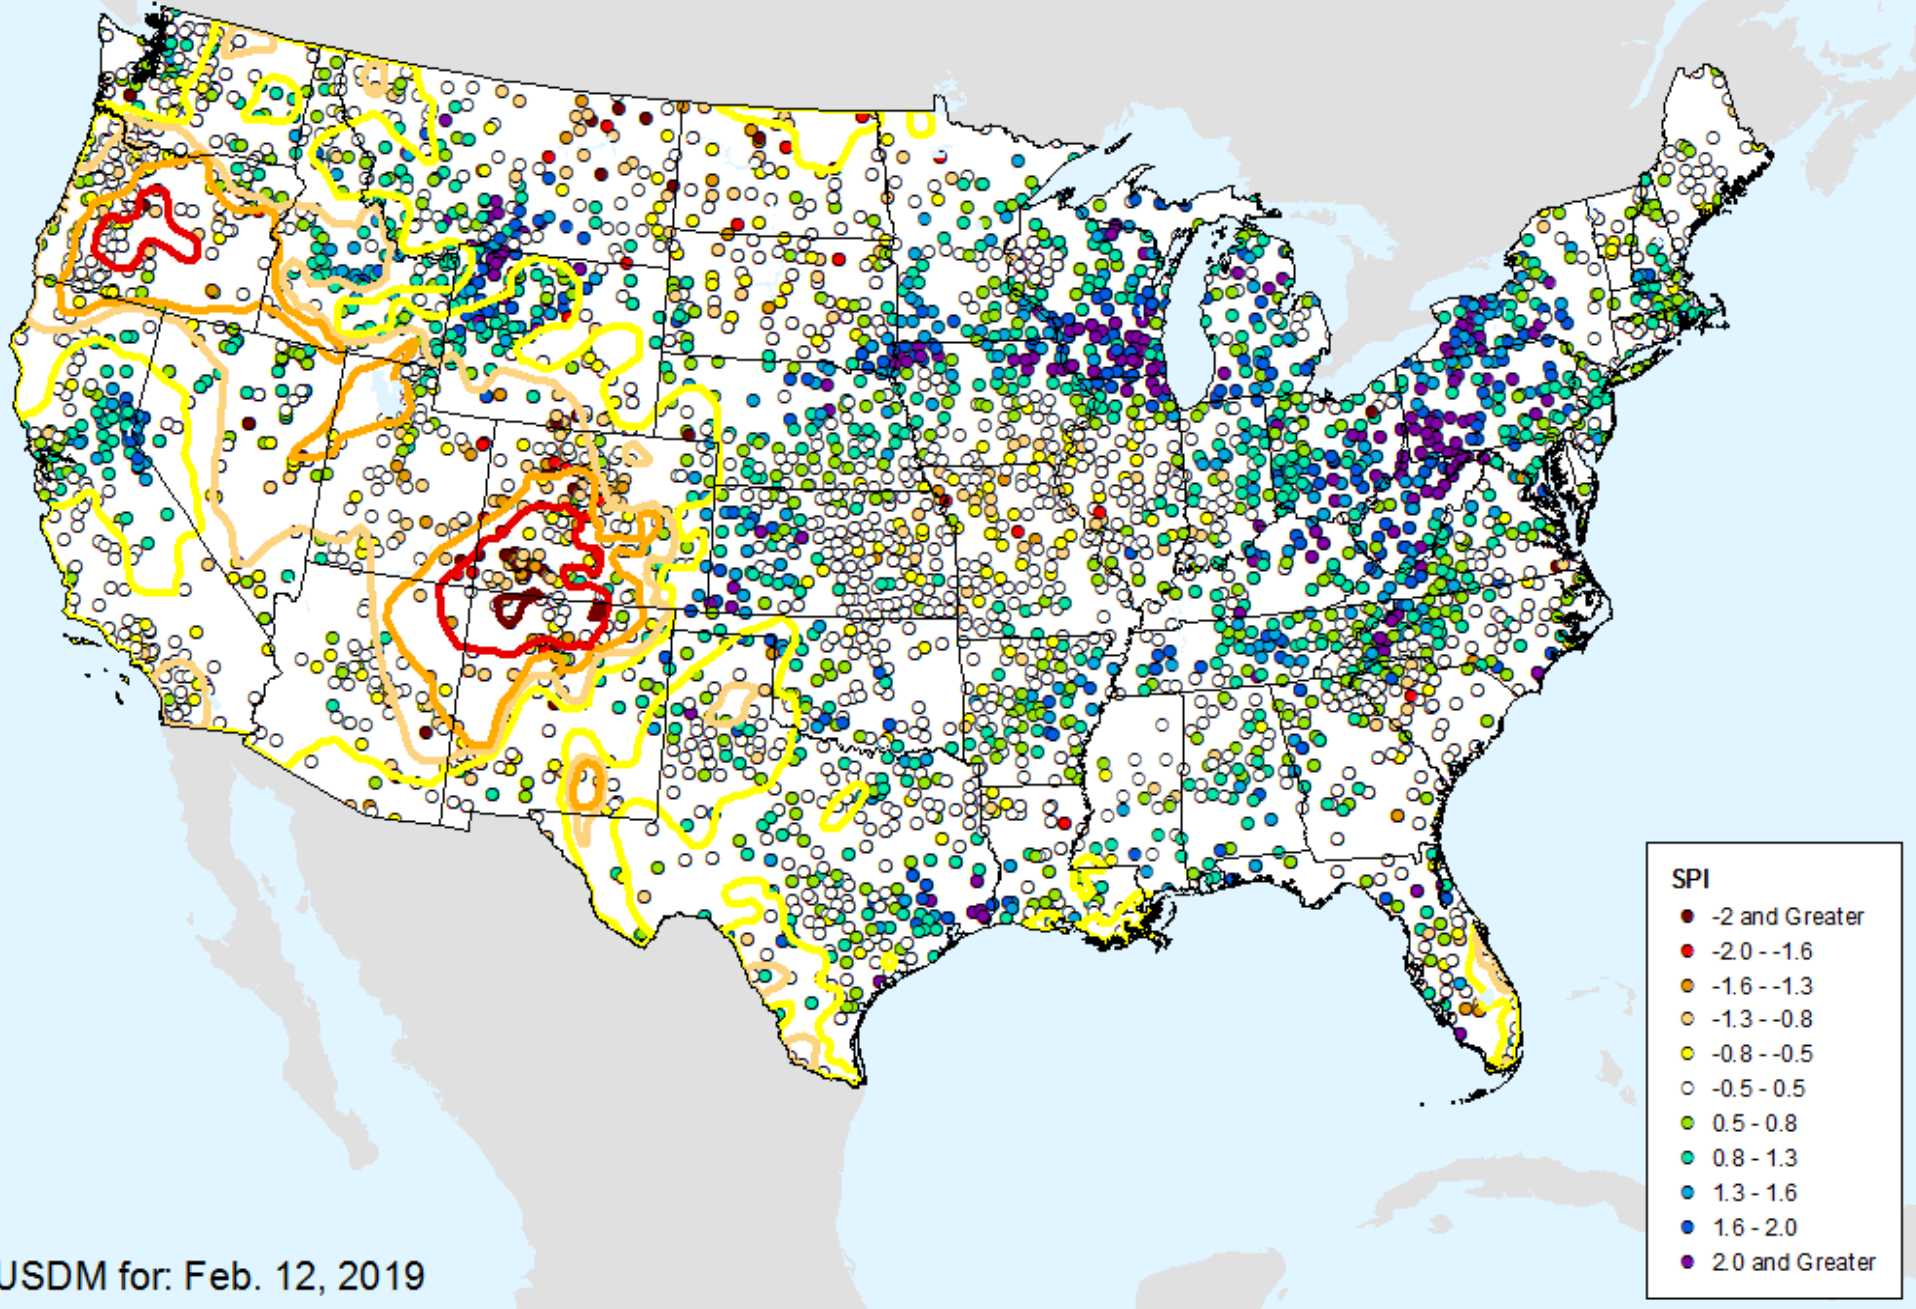 SPI
-2 and Greater
-2.0 - -1.6
-1.6 - -1.3
-1.3 - -0.8
-0.8 - -0.5
-0.5 - 0.5
0.5 - 0.8
0.8 - 1.3
1.3 - 1.6
1.6 - 2.0
2.0 and Greater
USDM for: Feb. 12, 2019